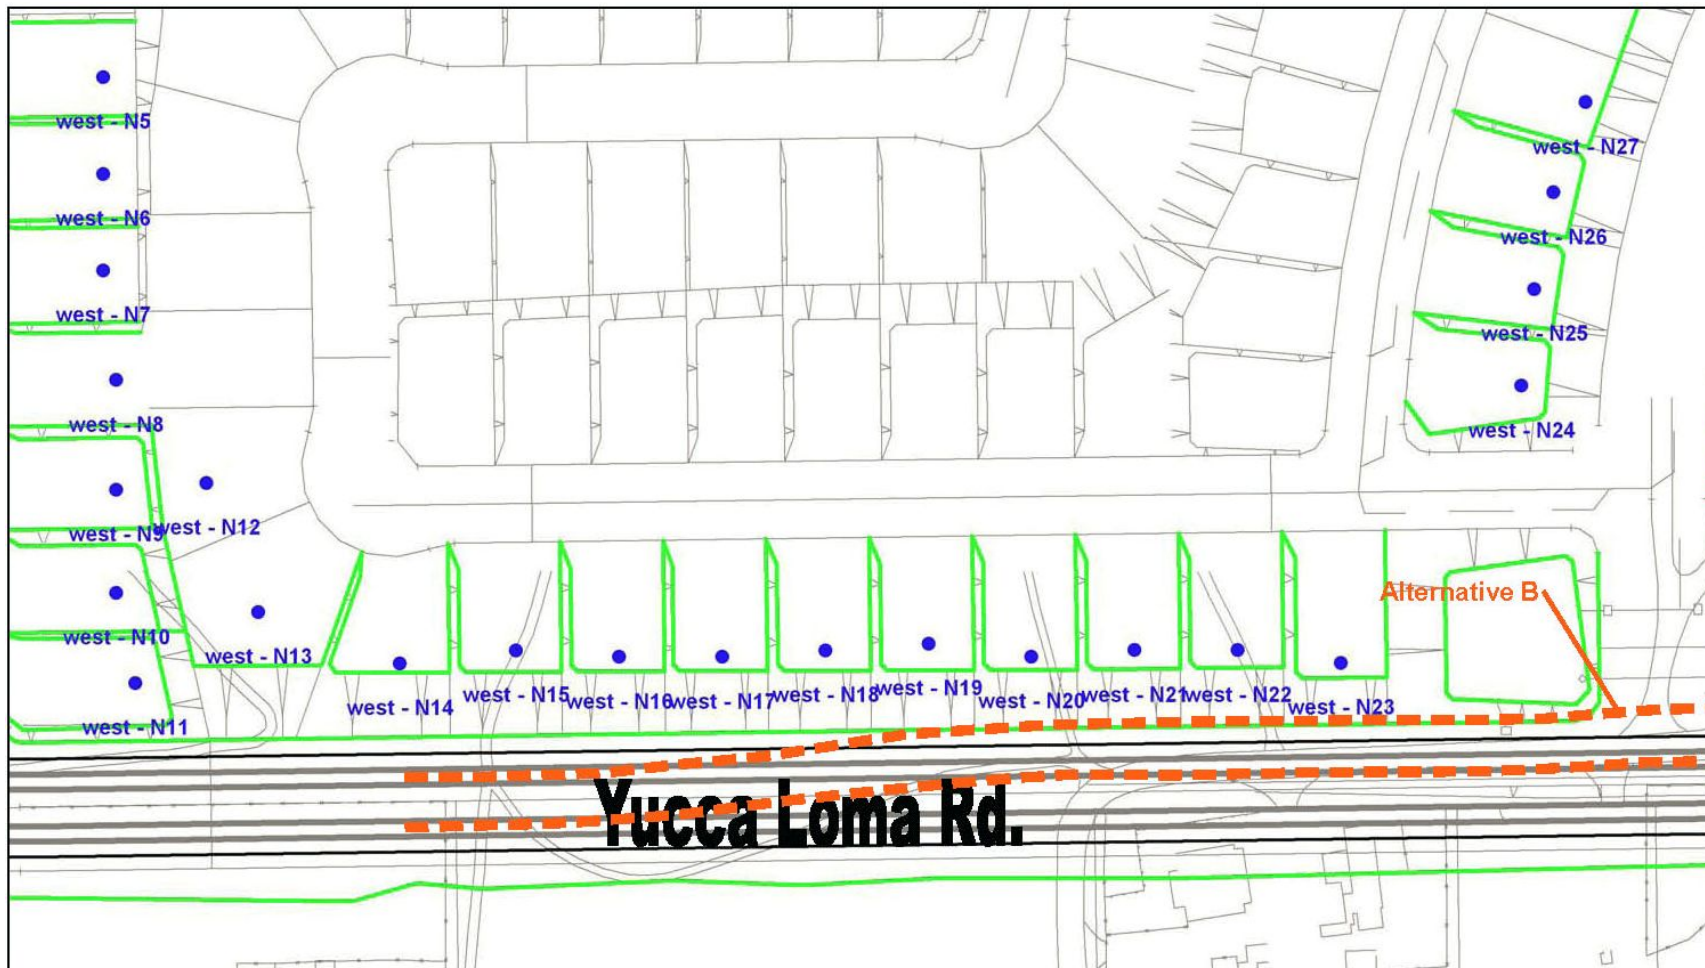 west - N5
west - N27
west - N6
west - N26
west - N7
west - N25
west - N8
west - N24
west - N9
west - N12
Alternative B
west - N10
west - N13
west - N11
west - N14
west - N15
west - N16
west - N17
west - N18
west - N19
west - N20
west - N21
west - N22
west - N23
Yucca Loma Rd.